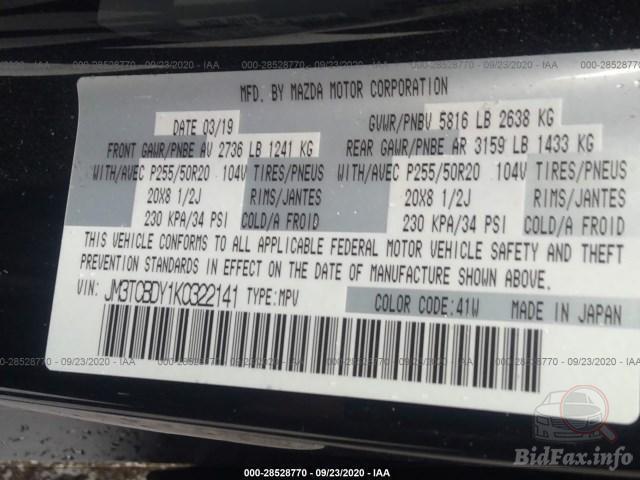 000-28528770 - 09/23/2020 - IAA 000-28528770 - 09/23/2020 - IAA
MFD. BY MAZDA MOTOR CORPORATION
DATE 03/19 GVWR/PNBV 5816 LB 2638 KG
FRONT GAWR/PNBE AV 2736 LB 1241 KG REAR GAWR/PNBE AR 3159 LB 1433 KG
WITH/AVEC P255/50R20 104V TIRES/PNEUS WITH/AVEC P255/50R20 104V TIRES/PNEUS
20X8 1/2J RIMS/JANTES 20X8 1/2J RIMS/JANTES
230 KPA/34 PSI COLD/A FROID 230 KPA/34 PSI COLD/A FROID
THIS VEHICLE CONFORMS TO ALL APPLICABLE FEDERAL MOTOR VEHICLE SAFETY AND THEFT
PREVENTION STANDARDS IN EFFECT ON THE DATE OF MANUFACTURE SHOWN ABOVE.
VIN: JM3TCBDY1K0322141 TYPE:MPV COLOR CODE:41W MADE IN JAPAN
28528770 - 09/23/2020 - IAA 000-28528770 - 09/23/2020 - IAA 000-28528770 - 09/23/2020
BidFax.info
000-28528770 - 09/23/2020 - IAA